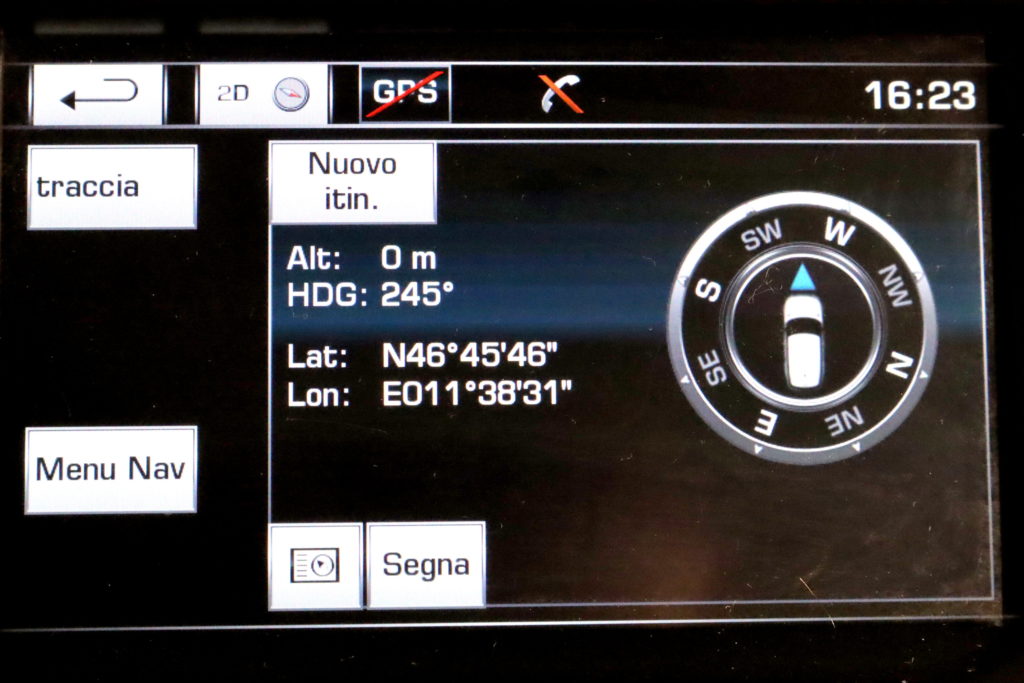 2D
GPS
16:23
traccia
Nuovo
itin.
Alt: 0 m
HDG: 245°
Lat: N46°45'46"
Lon: E011°38'31"
SW
W
NW
S
N
SE
E
NE
Menu Nav
Segna